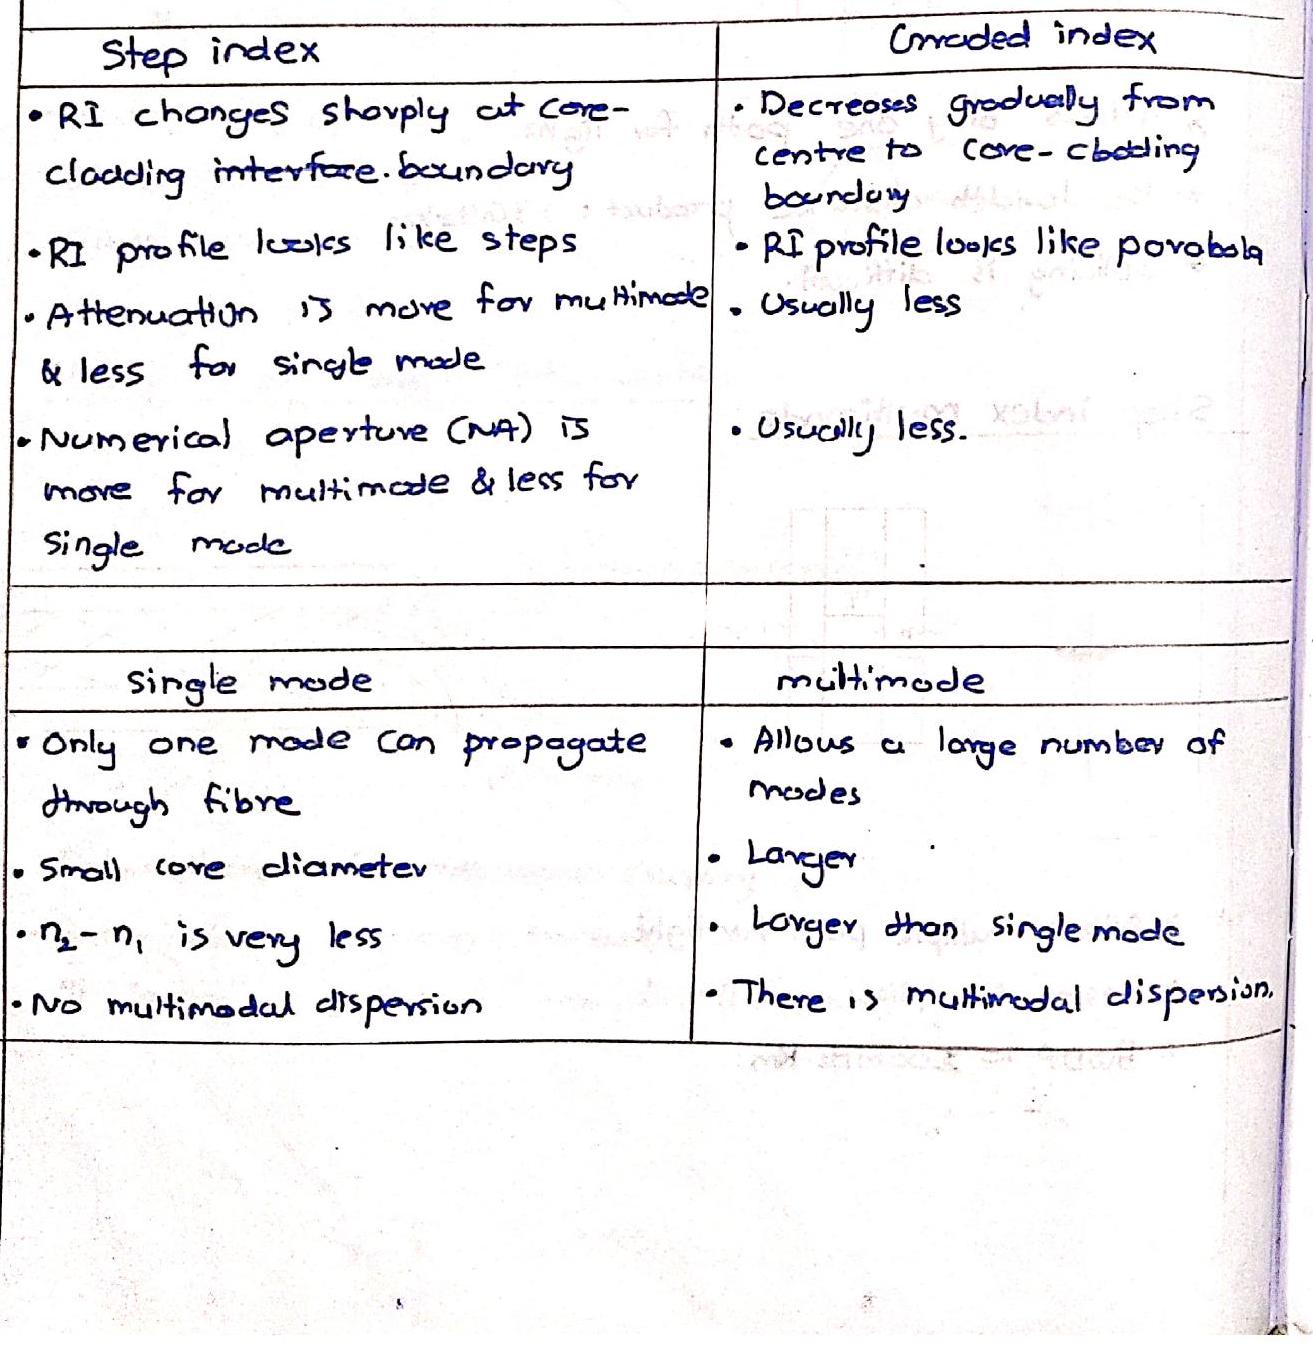 Step index
• RI changes sharply at core-
cladding interface. boundary
• RI profile looks like steps
• Attenuation is more for multimode
& less for single mode
• Numerical aperture (NA) is
more for multimode & less for
single mode
Graded index
• Decreases gradually from
centre to core-cladding
boundary
• RI profile looks like parabola
• Usually less
• Usually less.
single mode
• Only one mode can propagate
through fibre
• Small core diameter
• n₂-n₁ is very less
• No multimodal dispersion
multimode
• Allows a large number of
modes
• Larger
• Larger than single mode
• There is multimodal dispersion.